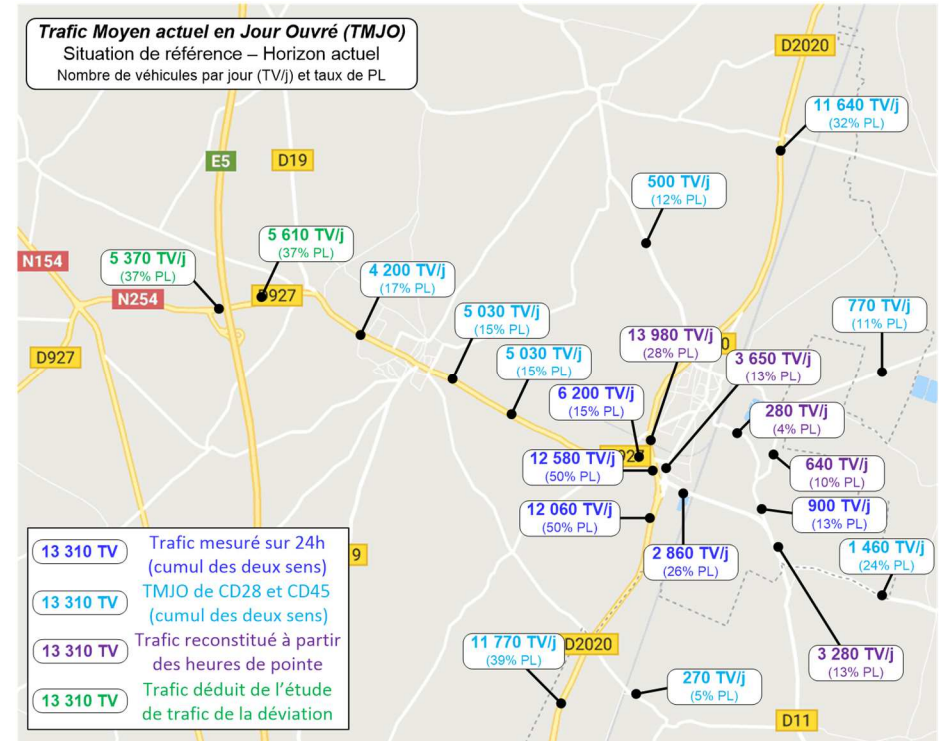 Trafic Moyen actuel en Jour Ouvré (TMJO)
Situation de référence – Horizon actuel
Nombre de véhicules par jour (TV/j) et taux de PL
D2020
11 640 TV/j
(32% PL)
E5
D19
500 TV/j
(12% PL)
5 610 TV/j
(37% PL)
N154
5 370 TV/j
(37% PL)
4 200 TV/j
(17% PL)
N254
D927
770 TV/j
(11% PL)
5 030 TV/j
(15% PL)
13 980 TV/j
(28% PL)
0
D927
5 030 TV/j
(15% PL)
3 650 TV/j
(13% PL)
6 200 TV/j
(15% PL)
280 TV/j
(4% PL)
12 580 TV/j
(50% PL)
927
640 TV/j
(10% PL)
12 060 TV/j
(50% PL)
900 TV/j
(13% PL)
2 860 TV/j
(26% PL)
1 460 TV/j
(24% PL)
9
13 310 TV
Trafic mesuré sur 24h
(cumul des deux sens)
13 310 TV
TMJO de CD28 et CD45
(cumul des deux sens)
13 310 TV
Trafic reconstitué à partir
des heures de pointe
13 310 TV
Trafic déduit de l'étude
de trafic de la déviation
11 770 TV/j
(39% PL)
D2020
3 280 TV/j
(13% PL)
270 TV/j
(5% PL)
D11